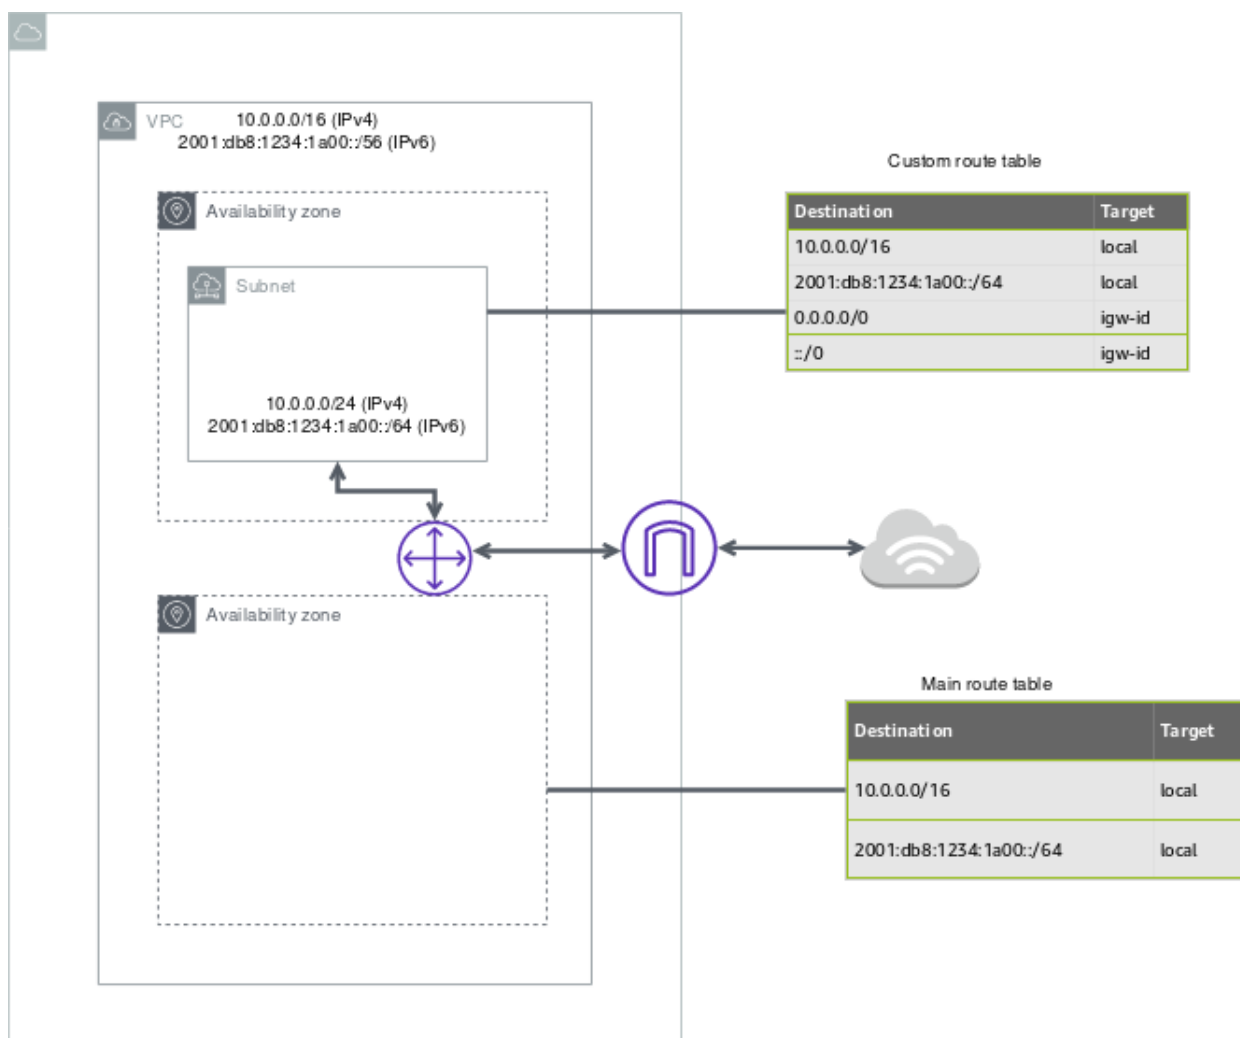 VPC
10.0.0.0/16 (IPv4)
2001:db8:1234:1a00::/56 (IPv6)
Availability zone
Subnet
10.0.0.0/24 (IPv4)
2001:db8:1234:1a00::/64 (IPv6)
Custom route table
Destination Target
10.0.0.0/16 local
2001:db8:1234:1a00::/64 local
0.0.0.0/0 igw-id
::/0 igw-id
Availability zone
Main route table
Destination Target
10.0.0.0/16 local
2001:db8:1234:1a00::/64 local